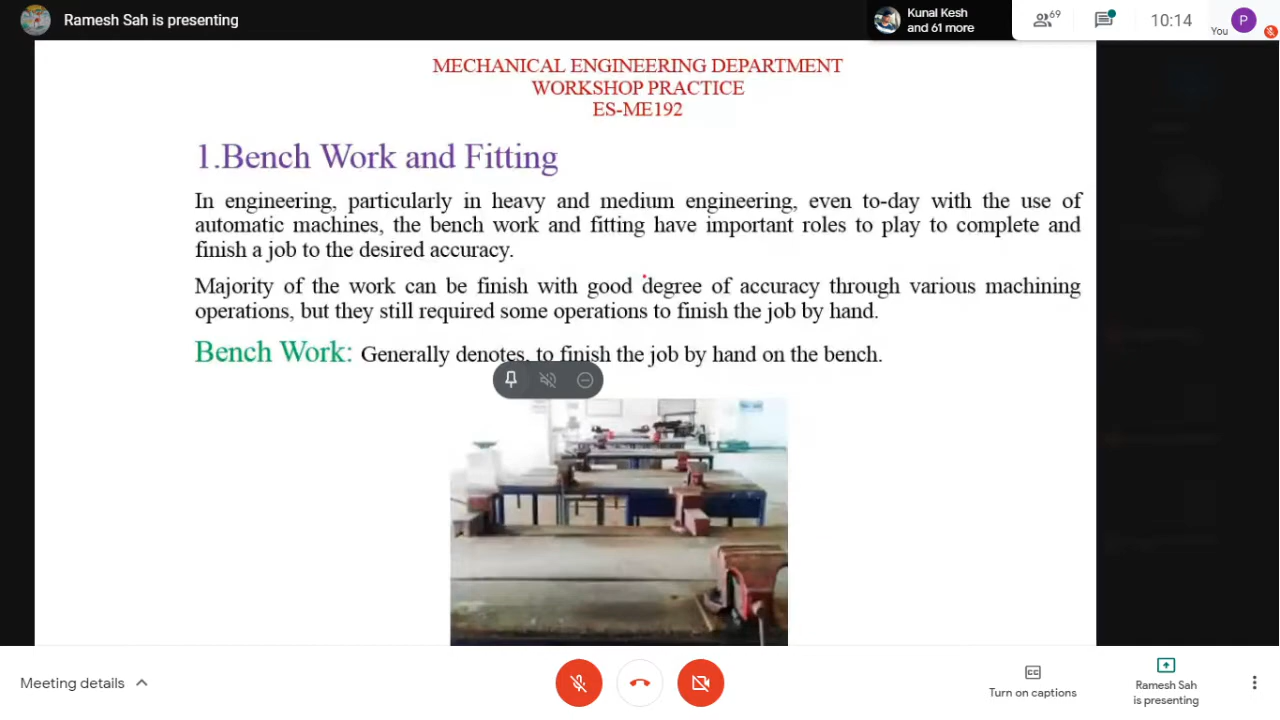 Ramesh Sah is presenting
Kunal Kesh
and 61 more
69
10:14
You
P
MECHANICAL ENGINEERING DEPARTMENT
WORKSHOP PRACTICE
ES-ME192
1.Bench Work and Fitting
In engineering, particularly in heavy and medium engineering, even to-day with the use of
automatic machines, the bench work and fitting have important roles to play to complete and
finish a job to the desired accuracy.
Majority of the work can be finish with good degree of accuracy through various machining
operations, but they still required some operations to finish the job by hand.
Bench Work: Generally denotes, to finish the job by hand on the bench.
Meeting details
CC
Turn on captions
Ramesh Sah
is presenting